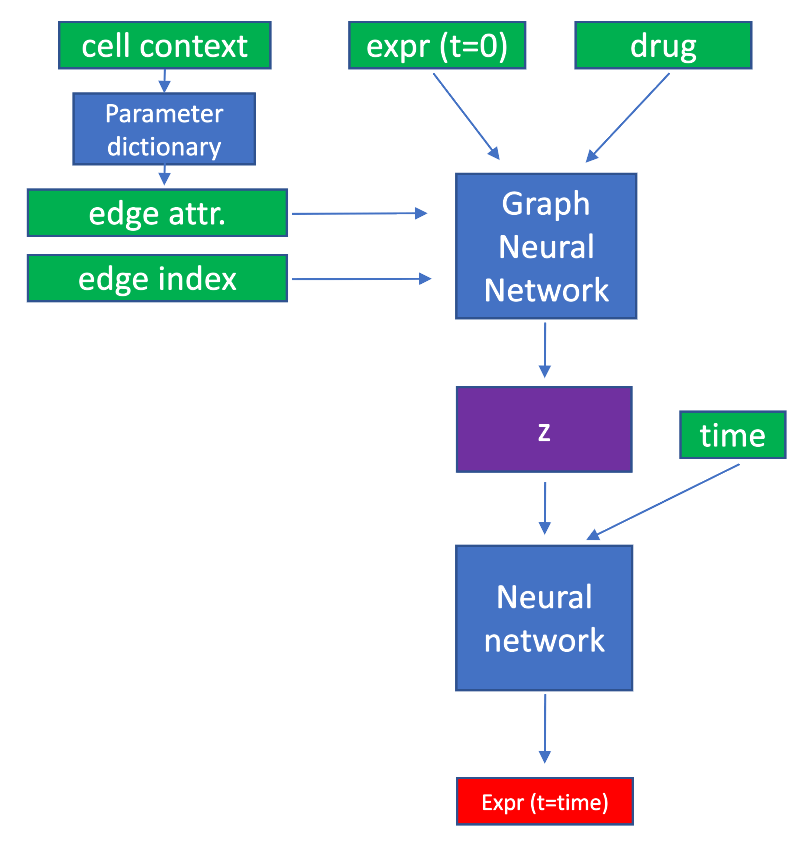 cell context
expr (t=0)
drug
Parameter
dictionary
edge attr.
edge index
Graph
Neural
Network
z
time
Neural
network
Expr (t=time)